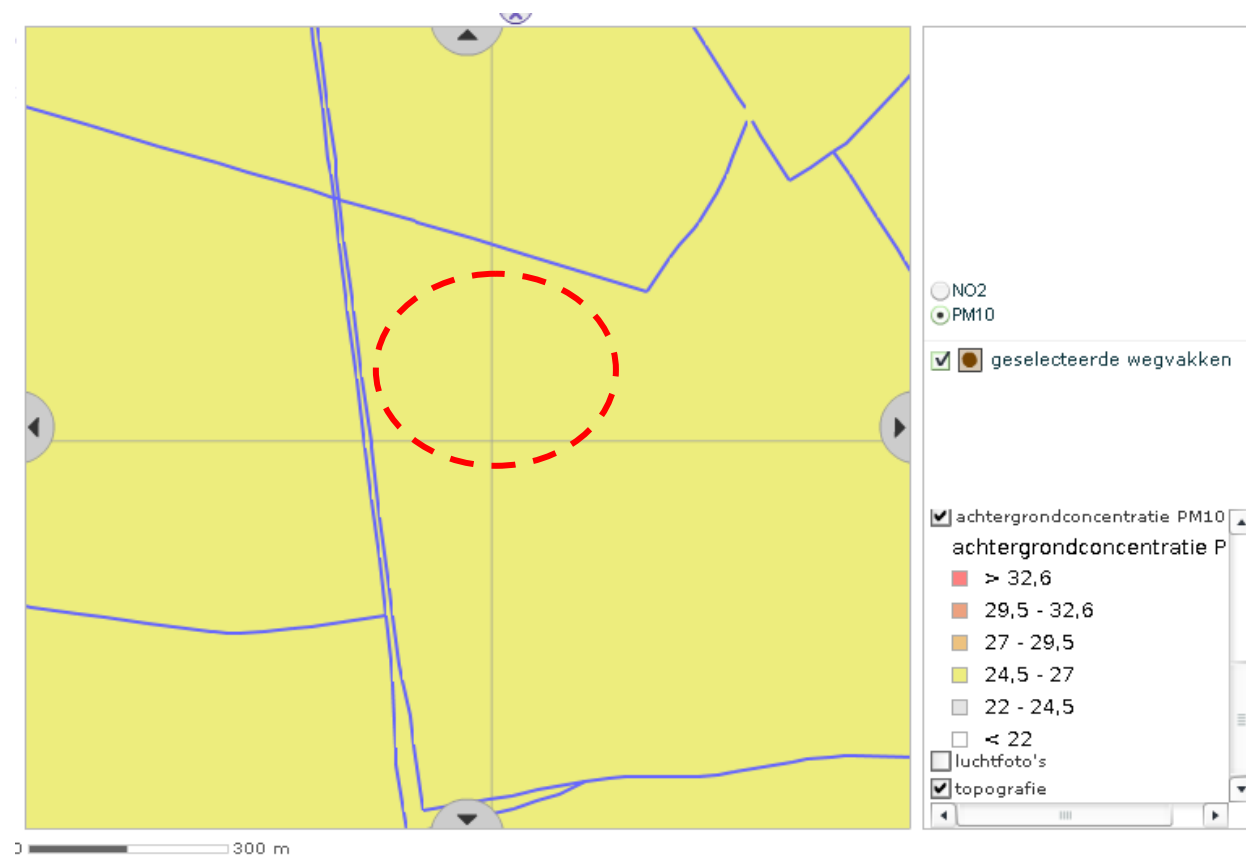 NO2
PM10
geselecteerde wegvakken
achtergrondconcentratie PM10
achtergrondconcentratie P
> 32,6
29,5 - 32,6
27 - 29,5
24,5 - 27
22 - 24,5
< 22
luchtfoto's
topografie
0 300 m